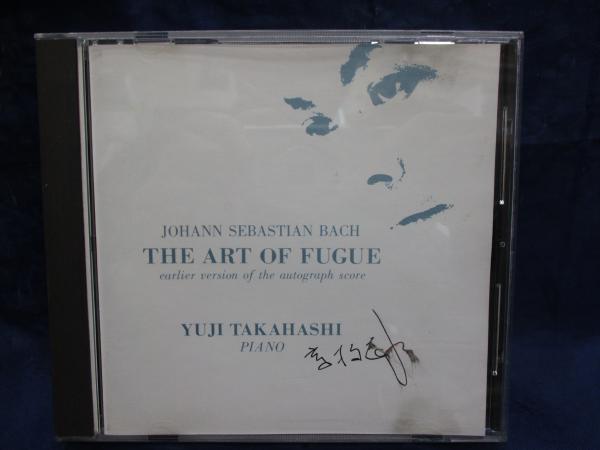 JOHANN SEBASTIAN BACH
THE ART OF FUGUE
earlier version of the autograph score
YUJI TAKAHASHI
PIANO